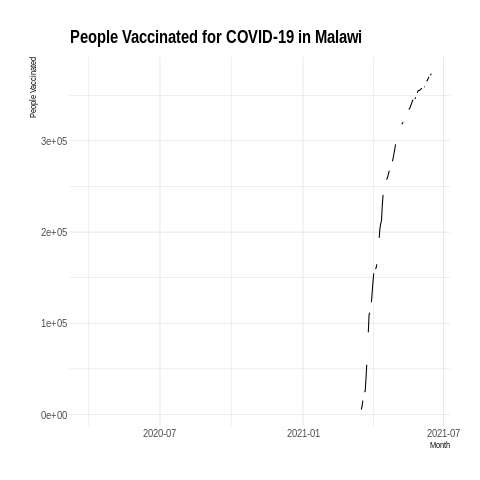 People Vaccinated for COVID-19 in Malawi
People Vaccinated
3e+05
2e+05
1e+05
0e+00
2020-07
2021-01
2021-07
Month